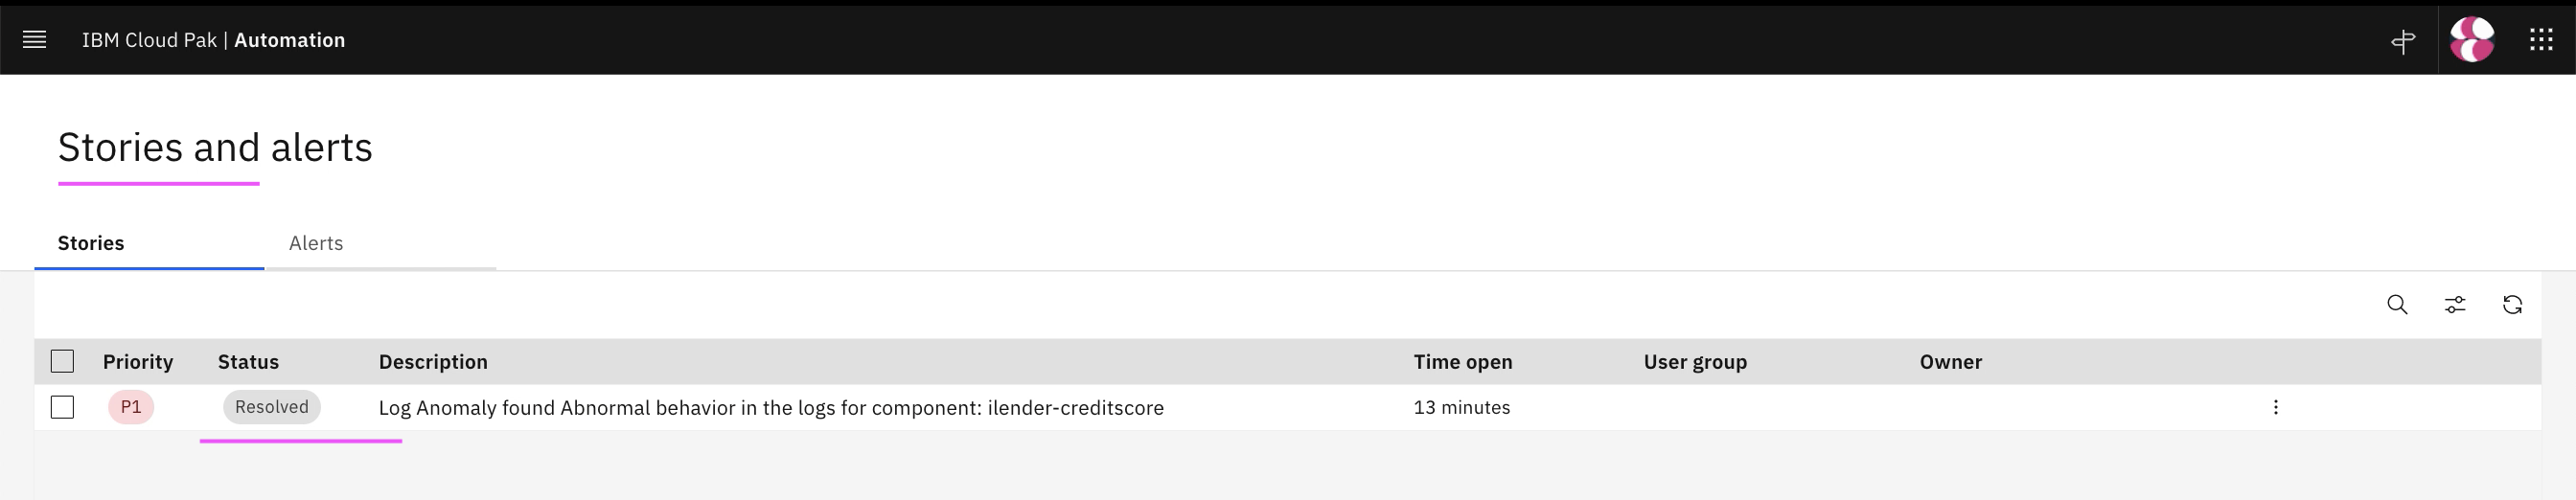 IBM Cloud Pak | Automation
Stories and alerts
Stories Alerts
Priority Status Description Time open User group Owner
P1 Resolved Log Anomaly found Abnormal behavior in the logs for component: ilender-creditscore 13 minutes